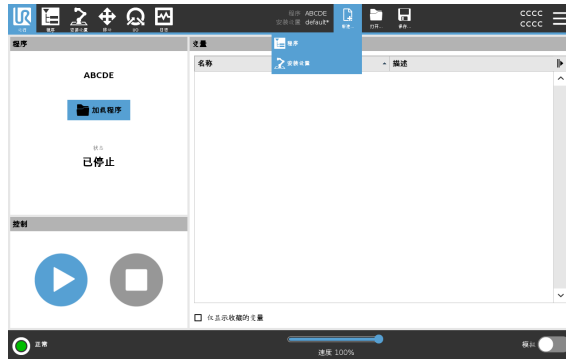 UR
运行 程序 安装设置 移动 I/O 日志
程序 ABCDE
安装设置 default*
新建... 打开... 保存...
CCCC
CCCC
程序
变量
程序
安装设置
名称 描述
ABCDE
加载程序
状态
已停止
控制
仅显示收藏的变量
正常
速度 100%
模拟